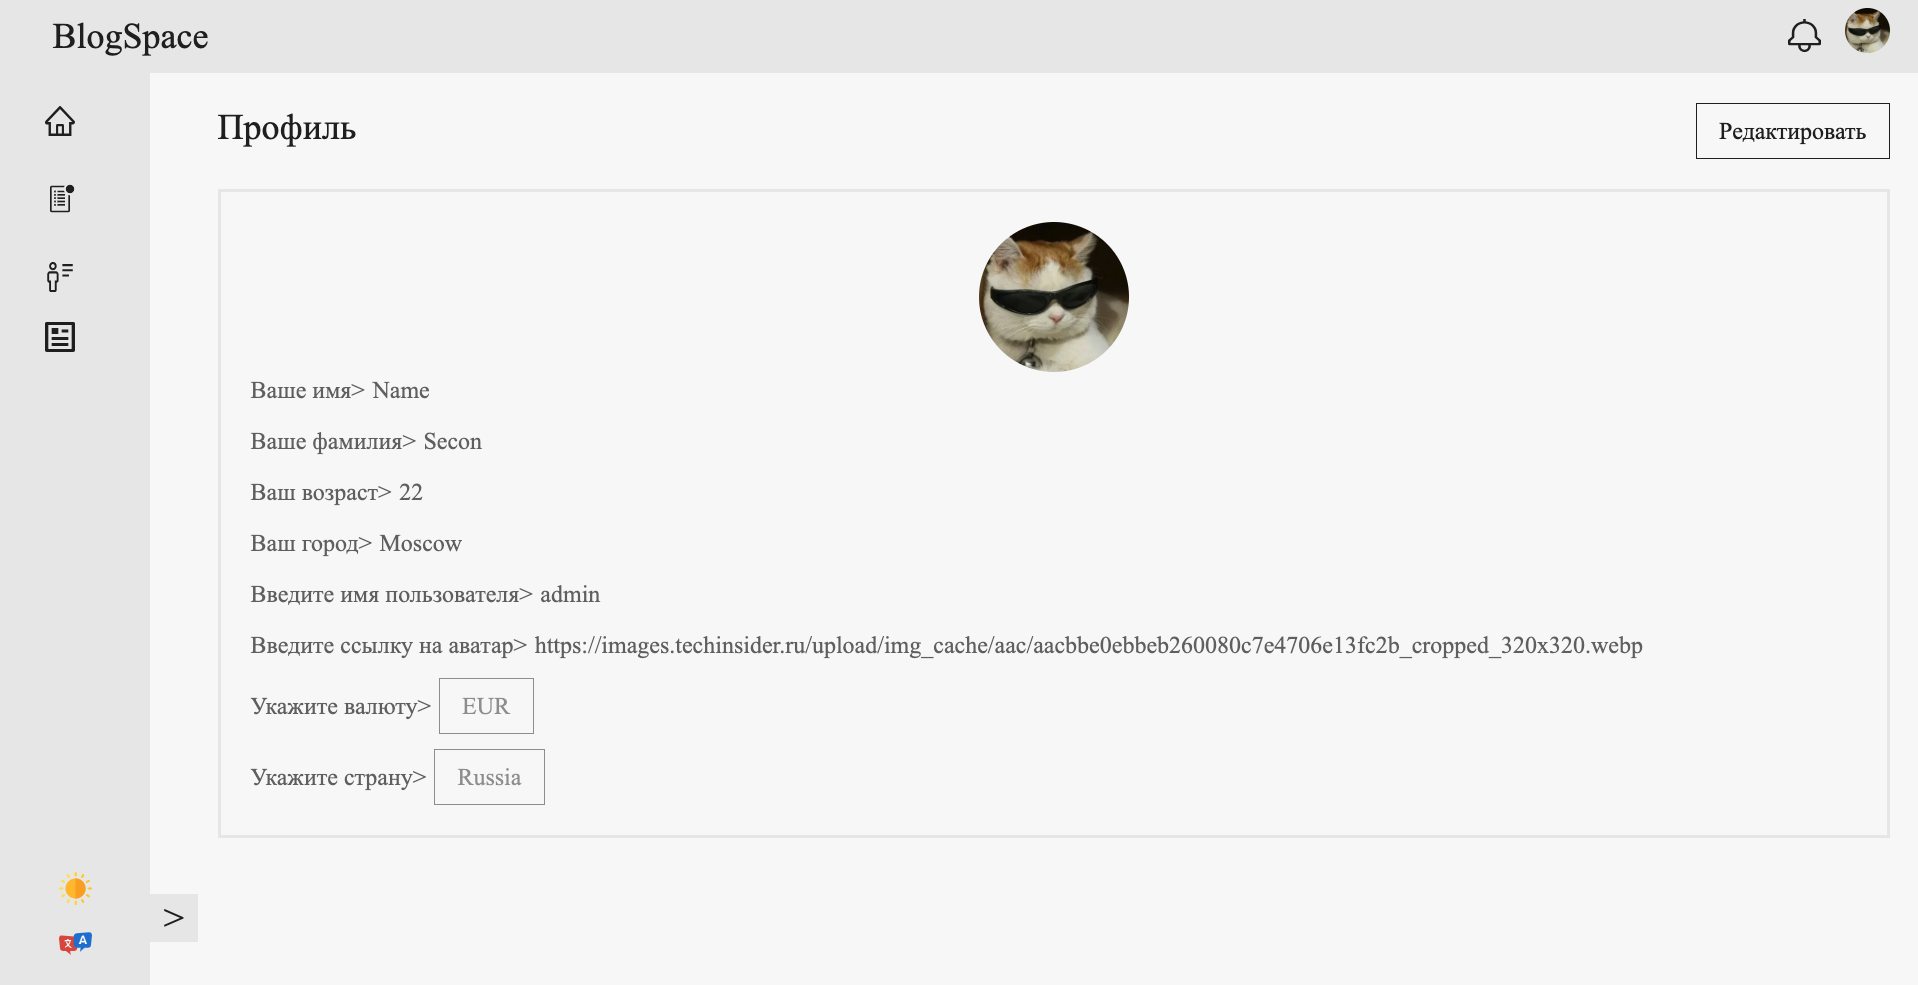 BlogSpace
Профиль
Редактировать
Ваше имя> Name
Ваше фамилия> Secon
Ваш возраст> 22
Ваш город> Moscow
Введите имя пользователя> admin
Введите ссылку на аватар> https://images.techinsider.ru/upload/img_cache/aac/aacbbe0ebbeb260080c7e4706e13fc2b_cropped_320x320.webp
Укажите валюту> EUR
Укажите страну> Russia
>
文 A